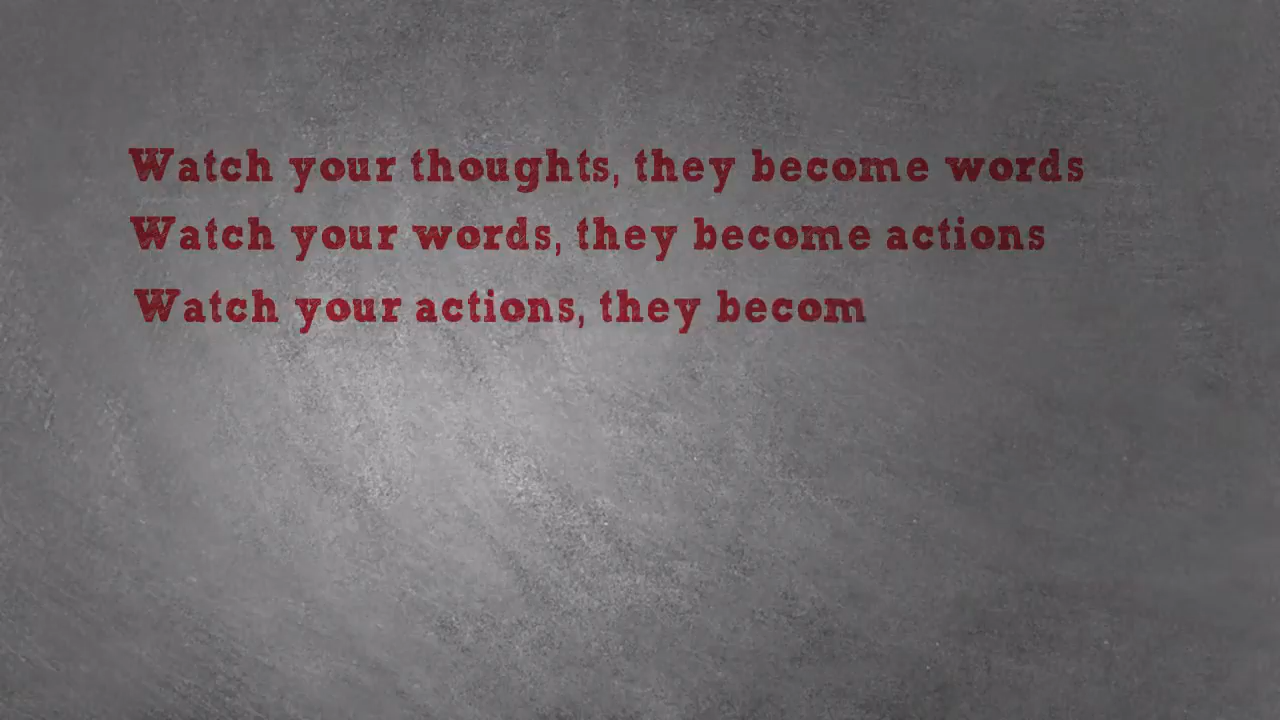 Watch your thoughts, they become words
Watch your words, they become actions
Watch your actions, they becom